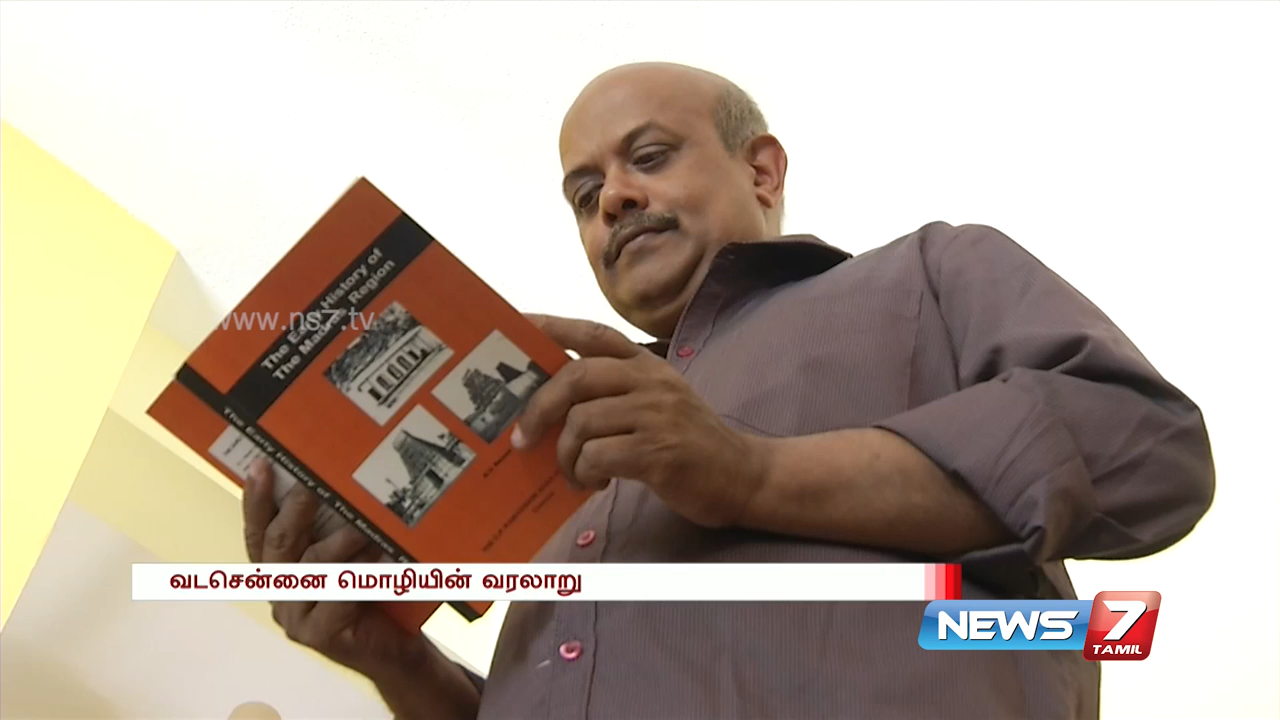 The Early History of
The Madras Region
www.ns7.tv
The Early History of The Madras
வடசென்னை மொழியின் வரலாறு
NEWS 7
TAMIL